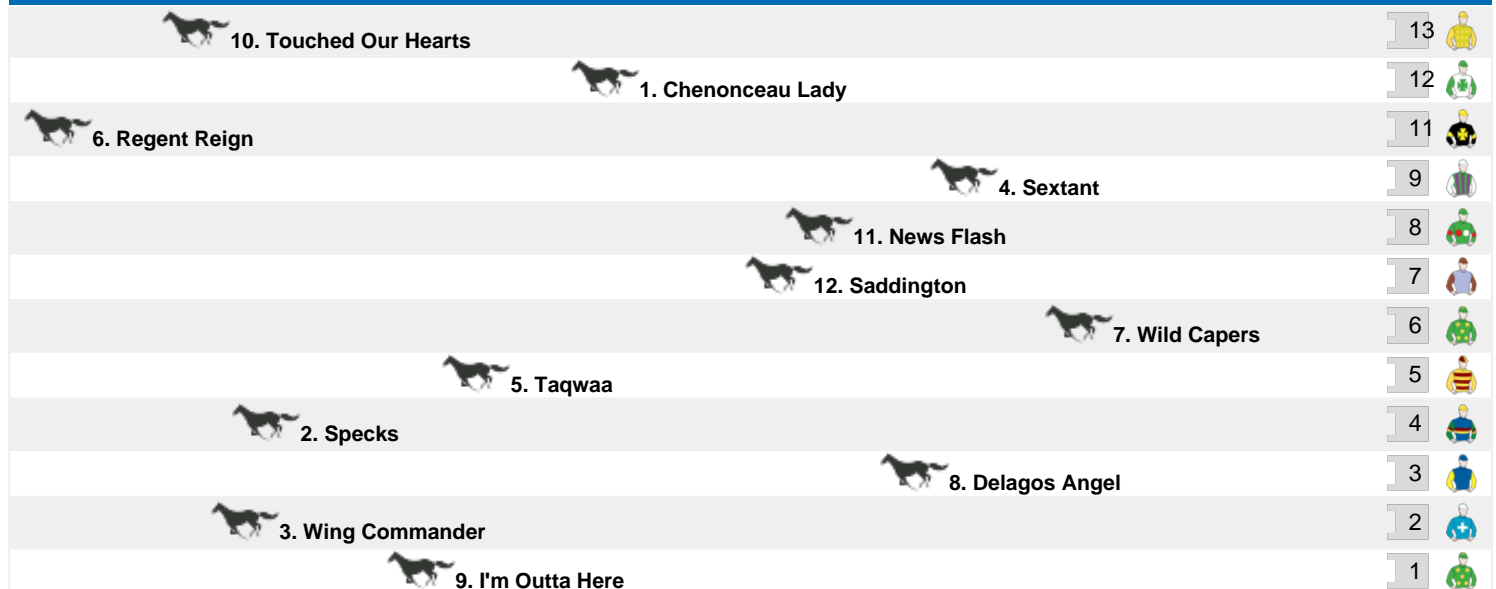 10. Touched Our Hearts 13
1. Chenonceau Lady 12
6. Regent Reign 11
4. Sextant 9
11. News Flash 8
12. Saddington 7
7. Wild Capers 6
5. Taqwaa 5
2. Specks 4
8. Delagos Angel 3
3. Wing Commander 2
9. I'm Outta Here 1